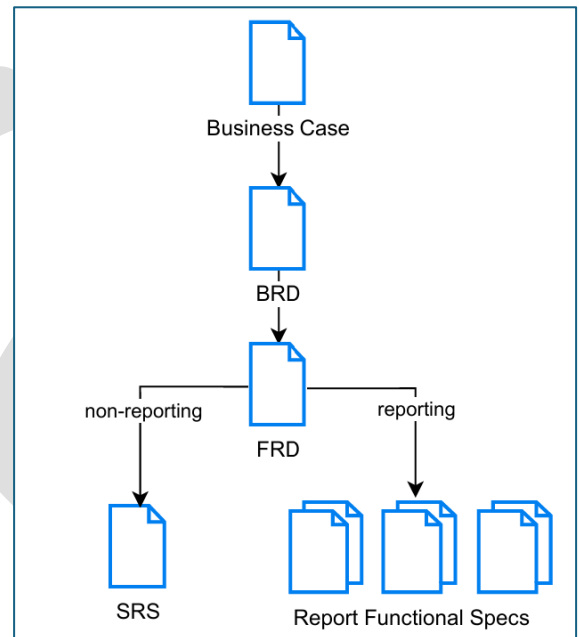 Business Case
BRD
FRD
non-reporting
reporting
SRS
Report Functional Specs